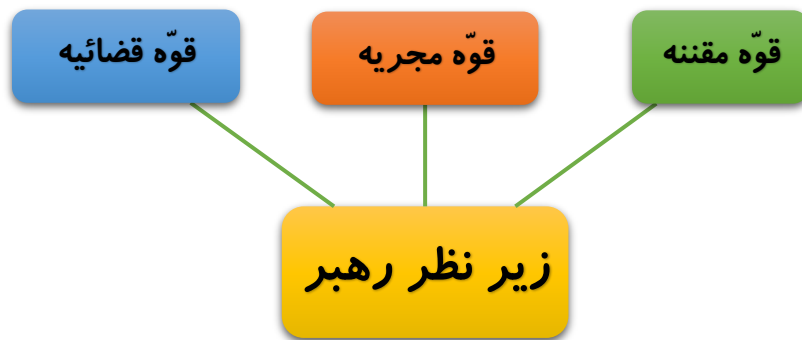 قوّه مقننه
قوّه مجریه
قوّه قضائیه
زیر نظر رهبر